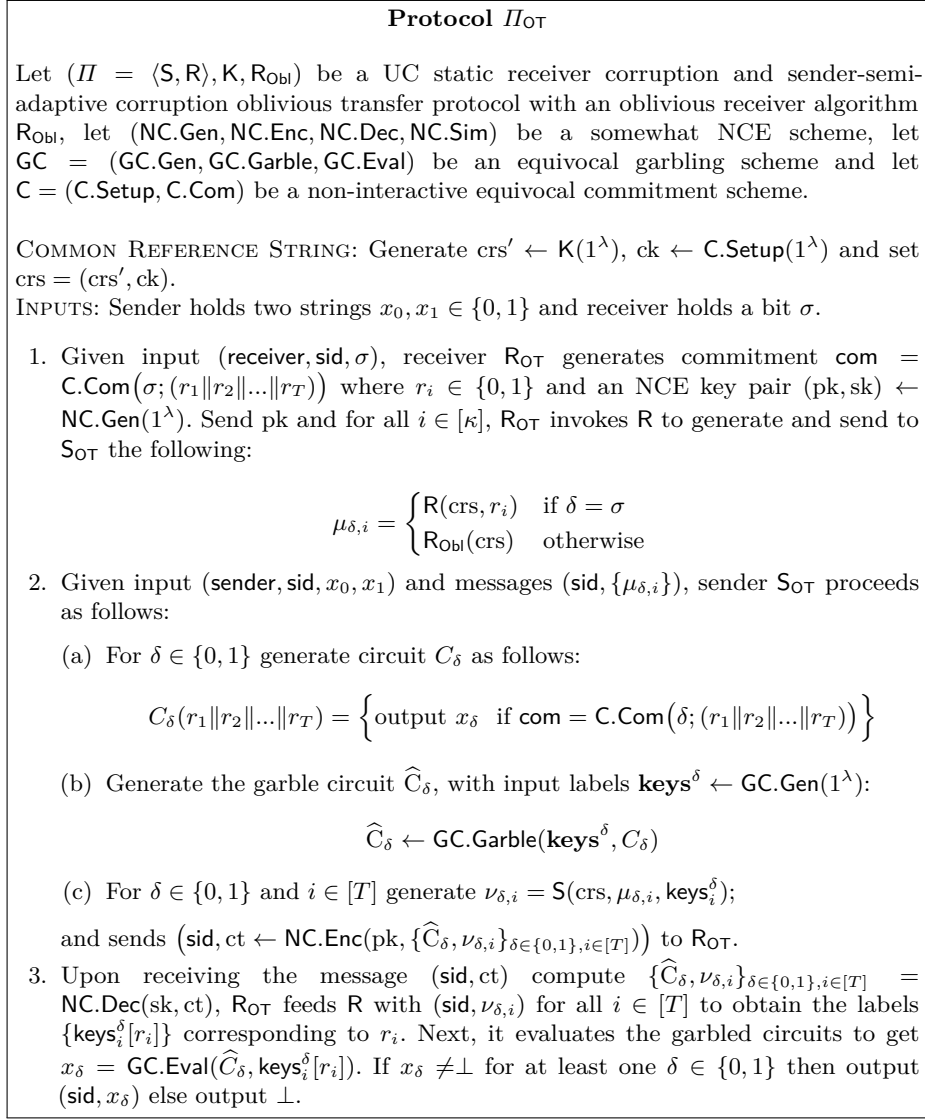 Protocol Π_OT
Let (Π = ⟨S, R⟩, K, R_Obl) be a UC static receiver corruption and sender-semi-
adaptive corruption oblivious transfer protocol with an oblivious receiver algorithm
R_Obl, let (NC.Gen, NC.Enc, NC.Dec, NC.Sim) be a somewhat NCE scheme, let
GC = (GC.Gen, GC.Garble, GC.Eval) be an equivocal garbling scheme and let
C = (C.Setup, C.Com) be a non-interactive equivocal commitment scheme.
COMMON REFERENCE STRING: Generate crs′ ← K(1^λ), ck ← C.Setup(1^λ) and set
crs = (crs′, ck).
INPUTS: Sender holds two strings x_0, x_1 ∈ {0, 1} and receiver holds a bit σ.
1. Given input (receiver, sid, σ), receiver R_OT generates commitment com =
C.Com(σ; (r_1‖r_2‖...‖r_T)) where r_i ∈ {0, 1} and an NCE key pair (pk, sk) ←
NC.Gen(1^λ). Send pk and for all i ∈ [κ], R_OT invokes R to generate and send to
S_OT the following:
μ_{δ,i} = { R(crs, r_i) if δ = σ
R_Obl(crs) otherwise
2. Given input (sender, sid, x_0, x_1) and messages (sid, {μ_{δ,i}}), sender S_OT proceeds
as follows:
(a) For δ ∈ {0, 1} generate circuit C_δ as follows:
C_δ(r_1‖r_2‖...‖r_T) = {output x_δ if com = C.Com(δ; (r_1‖r_2‖...‖r_T))}
(b) Generate the garble circuit Ĉ_δ, with input labels keys^δ ← GC.Gen(1^λ):
Ĉ_δ ← GC.Garble(keys^δ, C_δ)
(c) For δ ∈ {0, 1} and i ∈ [T] generate ν_{δ,i} = S(crs, μ_{δ,i}, keys_i^δ);
and sends (sid, ct ← NC.Enc(pk, {Ĉ_δ, ν_{δ,i}}_{δ∈{0,1},i∈[T]})) to R_OT.
3. Upon receiving the message (sid, ct) compute {Ĉ_δ, ν_{δ,i}}_{δ∈{0,1},i∈[T]} =
NC.Dec(sk, ct), R_OT feeds R with (sid, ν_{δ,i}) for all i ∈ [T] to obtain the labels
{keys_i^δ[r_i]} corresponding to r_i. Next, it evaluates the garbled circuits to get
x_δ = GC.Eval(Ĉ_δ, keys_i^δ[r_i]). If x_δ ≠⊥ for at least one δ ∈ {0, 1} then output
(sid, x_δ) else output ⊥.